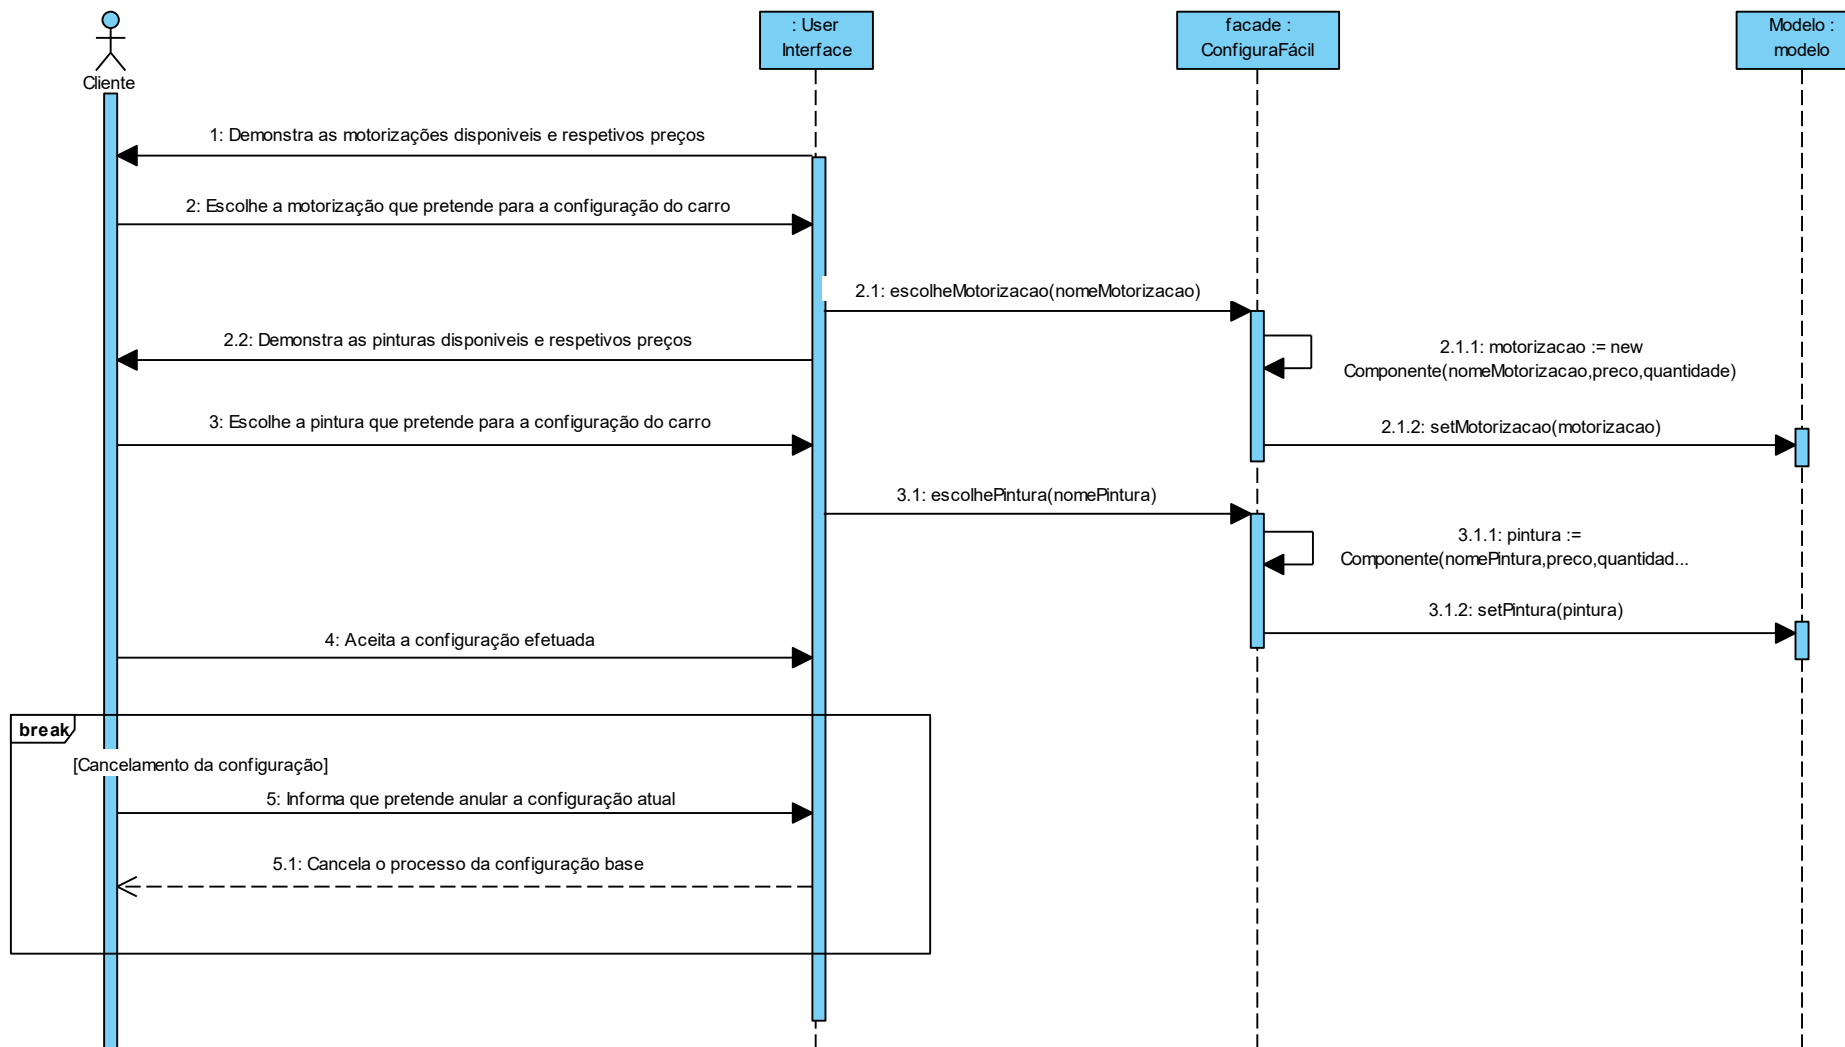 : User
Interface
facade :
ConfiguraFácil
Modelo :
modelo
Cliente
1: Demonstra as motorizações disponiveis e respetivos preços
2: Escolhe a motorização que pretende para a configuração do carro
2.1: escolheMotorizacao(nomeMotorizacao)
2.2: Demonstra as pinturas disponiveis e respetivos preços
2.1.1: motorizacao := new
Componente(nomeMotorizacao,preco,quantidade)
3: Escolhe a pintura que pretende para a configuração do carro
2.1.2: setMotorizacao(motorizacao)
3.1: escolhePintura(nomePintura)
3.1.1: pintura :=
Componente(nomePintura,preco,quantidad...
3.1.2: setPintura(pintura)
4: Aceita a configuração efetuada
break
[Cancelamento da configuração]
5: Informa que pretende anular a configuração atual
5.1: Cancela o processo da configuração base